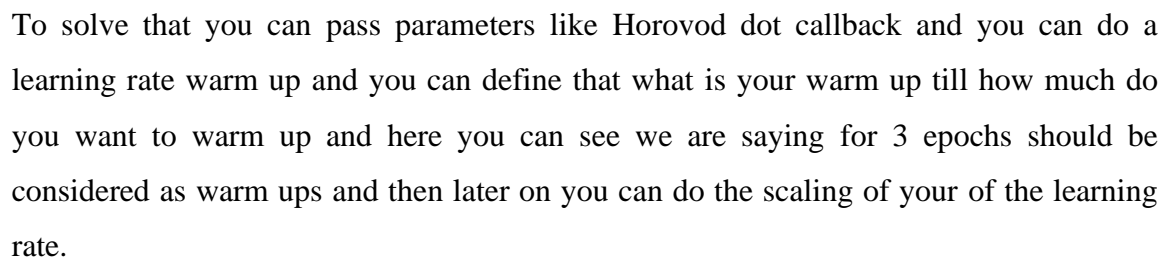 To solve that you can pass parameters like Horovod dot callback and you can do a
learning rate warm up and you can define that what is your warm up till how much do
you want to warm up and here you can see we are saying for 3 epochs should be
considered as warm ups and then later on you can do the scaling of your of the learning
rate.